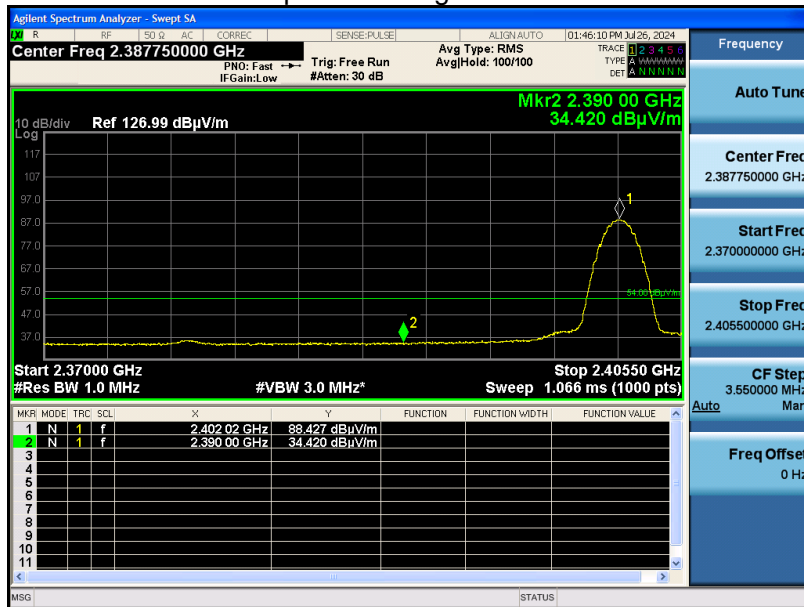 Agilent Spectrum Analyzer - Swept SA
LXI R RF 50 Ω AC CORREC SENSE:PULSE ALIGN AUTO 01:46:10 PM Jul 26, 2024
Center Freq 2.387750000 GHz
PNO: Fast
IFGain:Low
Trig: Free Run
#Atten: 30 dB
Avg Type: RMS
Avg|Hold: 100/100
TRACE 1 2 3 4 5 6
TYPE A WWWWW
DET A N N N N N
Mkr2 2.390 00 GHz
34.420 dBµV/m
10 dB/div Ref 126.99 dBµV/m
Log
117
107
97.0
87.0
77.0
67.0
57.0
47.0
37.0
1
54.00 dBµV/m
2
Start 2.37000 GHz Stop 2.40550 GHz
#Res BW 1.0 MHz #VBW 3.0 MHz* Sweep 1.066 ms (1000 pts)
MKR MODE TRC SCL X Y FUNCTION FUNCTION WIDTH FUNCTION VALUE
1 N 1 f 2.402 02 GHz 88.427 dBµV/m
2 N 1 f 2.390 00 GHz 34.420 dBµV/m
3
4
5
6
7
8
9
10
11
MSG STATUS
Frequency
Auto Tune
Center Freq
2.387750000 GHz
Start Freq
2.370000000 GHz
Stop Freq
2.405500000 GHz
CF Step
3.550000 MHz
Auto Man
Freq Offset
0 Hz